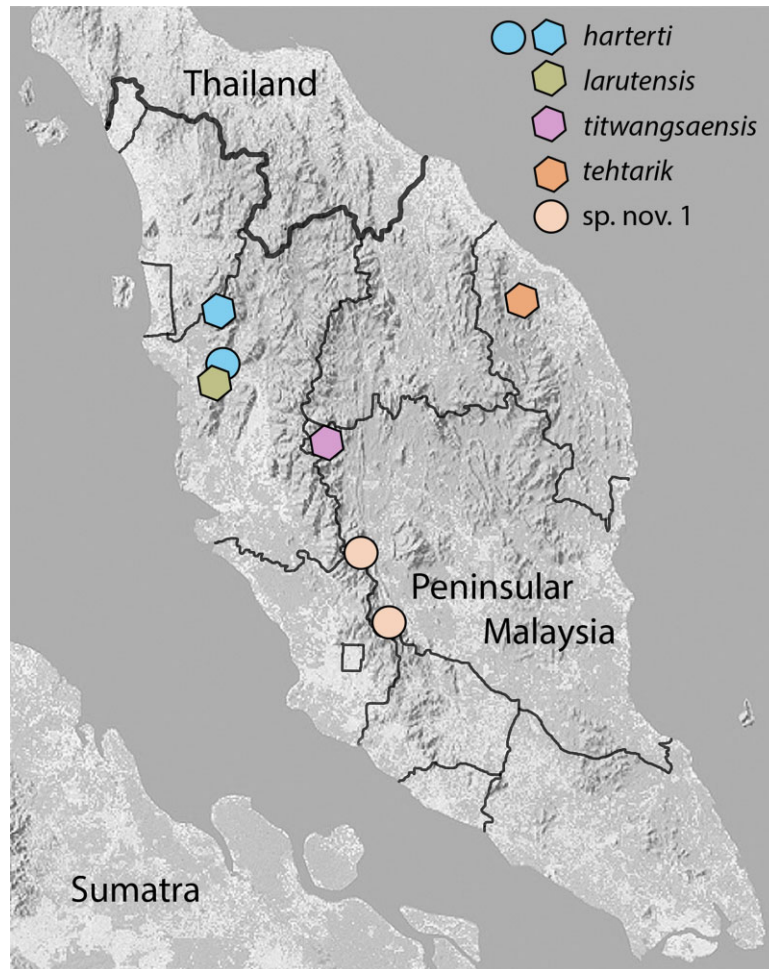 Thailand
harterti
larutensis
titwangsaensis
tehtarik
sp. nov. 1
Peninsular
Malaysia
Sumatra